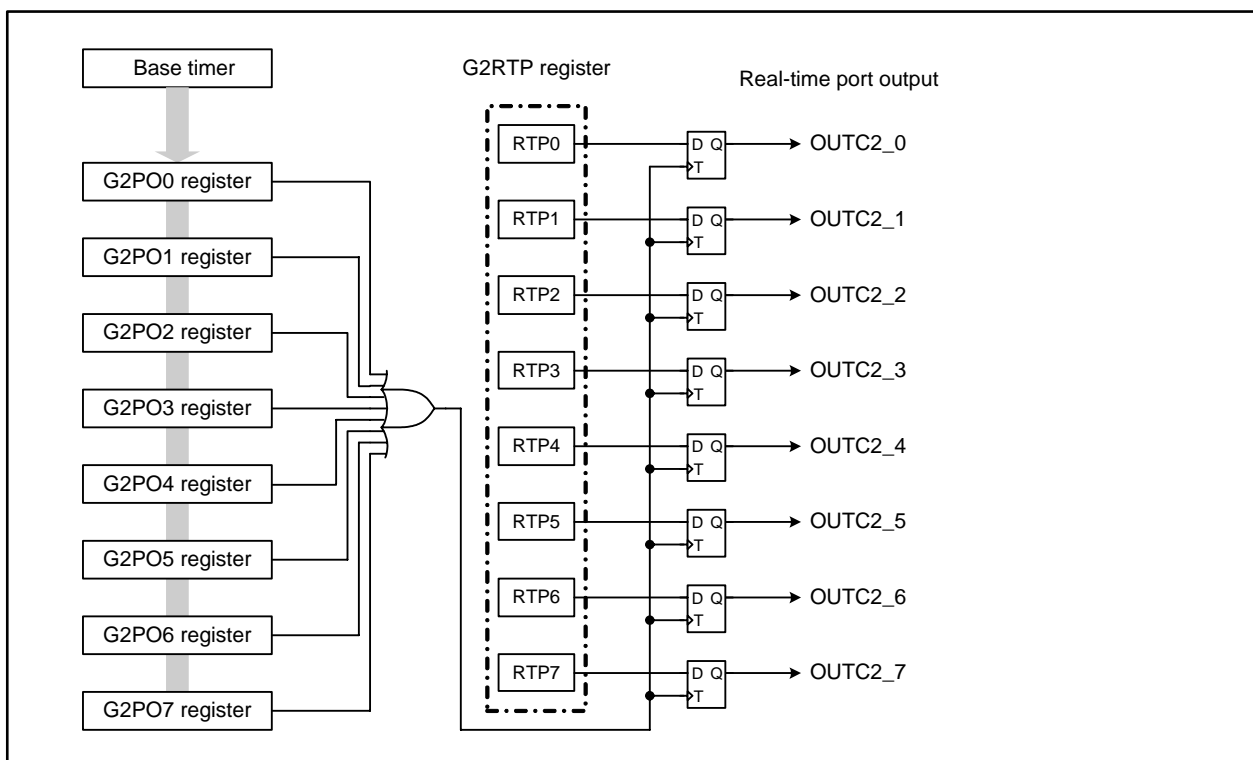 Base timer
G2RTP register
Real-time port output
G2PO0 register
G2PO1 register
G2PO2 register
G2PO3 register
G2PO4 register
G2PO5 register
G2PO6 register
G2PO7 register
RTP0
D Q
T
OUTC2_0
RTP1
D Q
T
OUTC2_1
RTP2
D Q
T
OUTC2_2
RTP3
D Q
T
OUTC2_3
RTP4
D Q
T
OUTC2_4
RTP5
D Q
T
OUTC2_5
RTP6
D Q
T
OUTC2_6
RTP7
D Q
T
OUTC2_7